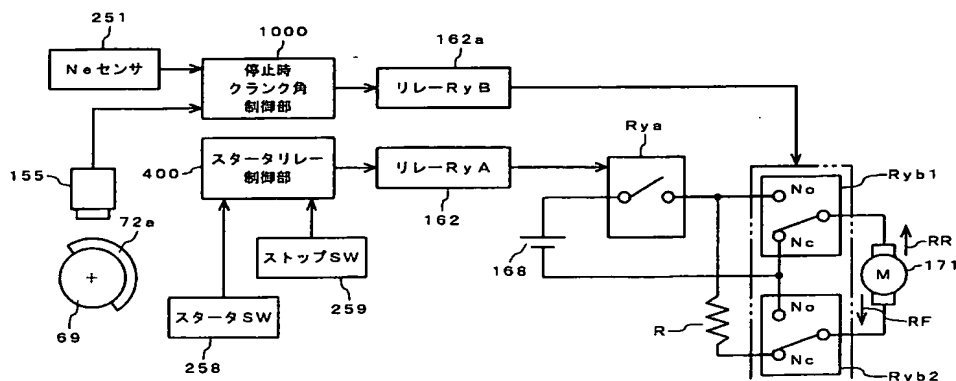 251
Neセンサ
1000
停止時
クランク角
制御部
162a
リレーRyB
155
400
スタータリレー
制御部
リレーRyA
162
Rya
168
No
Nc
Ryb1
RR
M
171
72a
69
ストップSW
259
スタータSW
258
R
No
Nc
RF
Ryb2